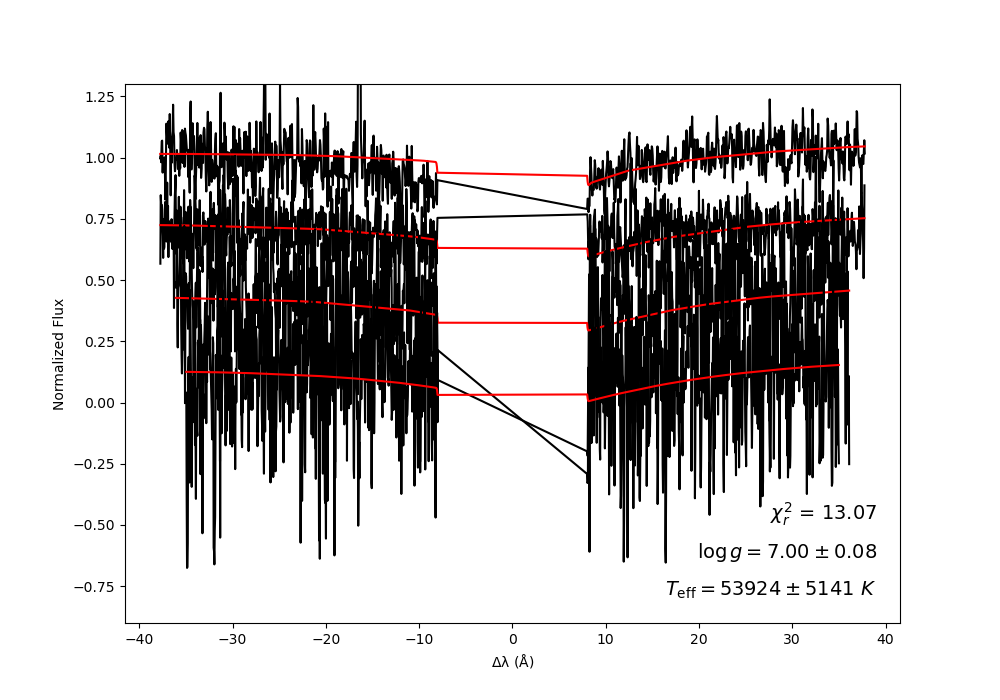 1.25
1.00
0.75
0.50
0.25
0.00
−0.25
−0.50
−0.75
Normalized Flux
χ²ᵣ = 13.07
log g = 7.00 ± 0.08
T_eff = 53924 ± 5141 K
−40 −30 −20 −10 0 10 20 30 40
Δλ (Å)